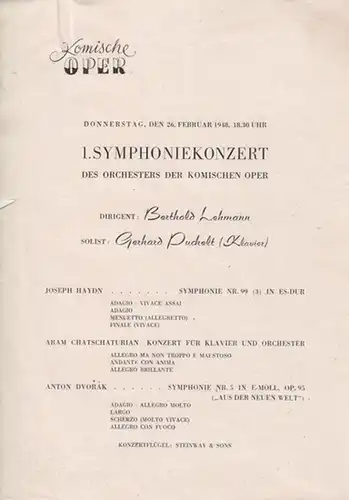 Komische
OPER
DONNERSTAG, DEN 26. FEBRUAR 1948, 18.30 UHR
1. SYMPHONIEKONZERT
DES ORCHESTERS DER KOMISCHEN OPER
DIRIGENT: Berthold Lehmann
SOLIST: Gerhard Puchelt (Klavier)
JOSEPH HAYDN . . . . . . . SYMPHONIE NR. 99 (3) IN ES-DUR
ADAGIO - VIVACE ASSAI
ADAGIO
MENUETTO (ALLEGRETTO)
FINALE (VIVACE)
ARAM CHATSCHATURIAN KONZERT FÜR KLAVIER UND ORCHESTER
ALLEGRO MA NON TROPPO E MAESTOSO
ANDANTE CON ANIMA
ALLEGRO BRILLANTE
ANTON DVOŘAK . . . . . . SYMPHONIE NR. 5 IN E-MOLL, OP. 95
(„AUS DER NEUEN WELT")
ADAGIO - ALLEGRO MOLTO
LARGO
SCHERZO (MOLTO VIVACE)
ALLEGRO CON FUOCO
KONZERTFLÜGEL: STEINWAY & SONS